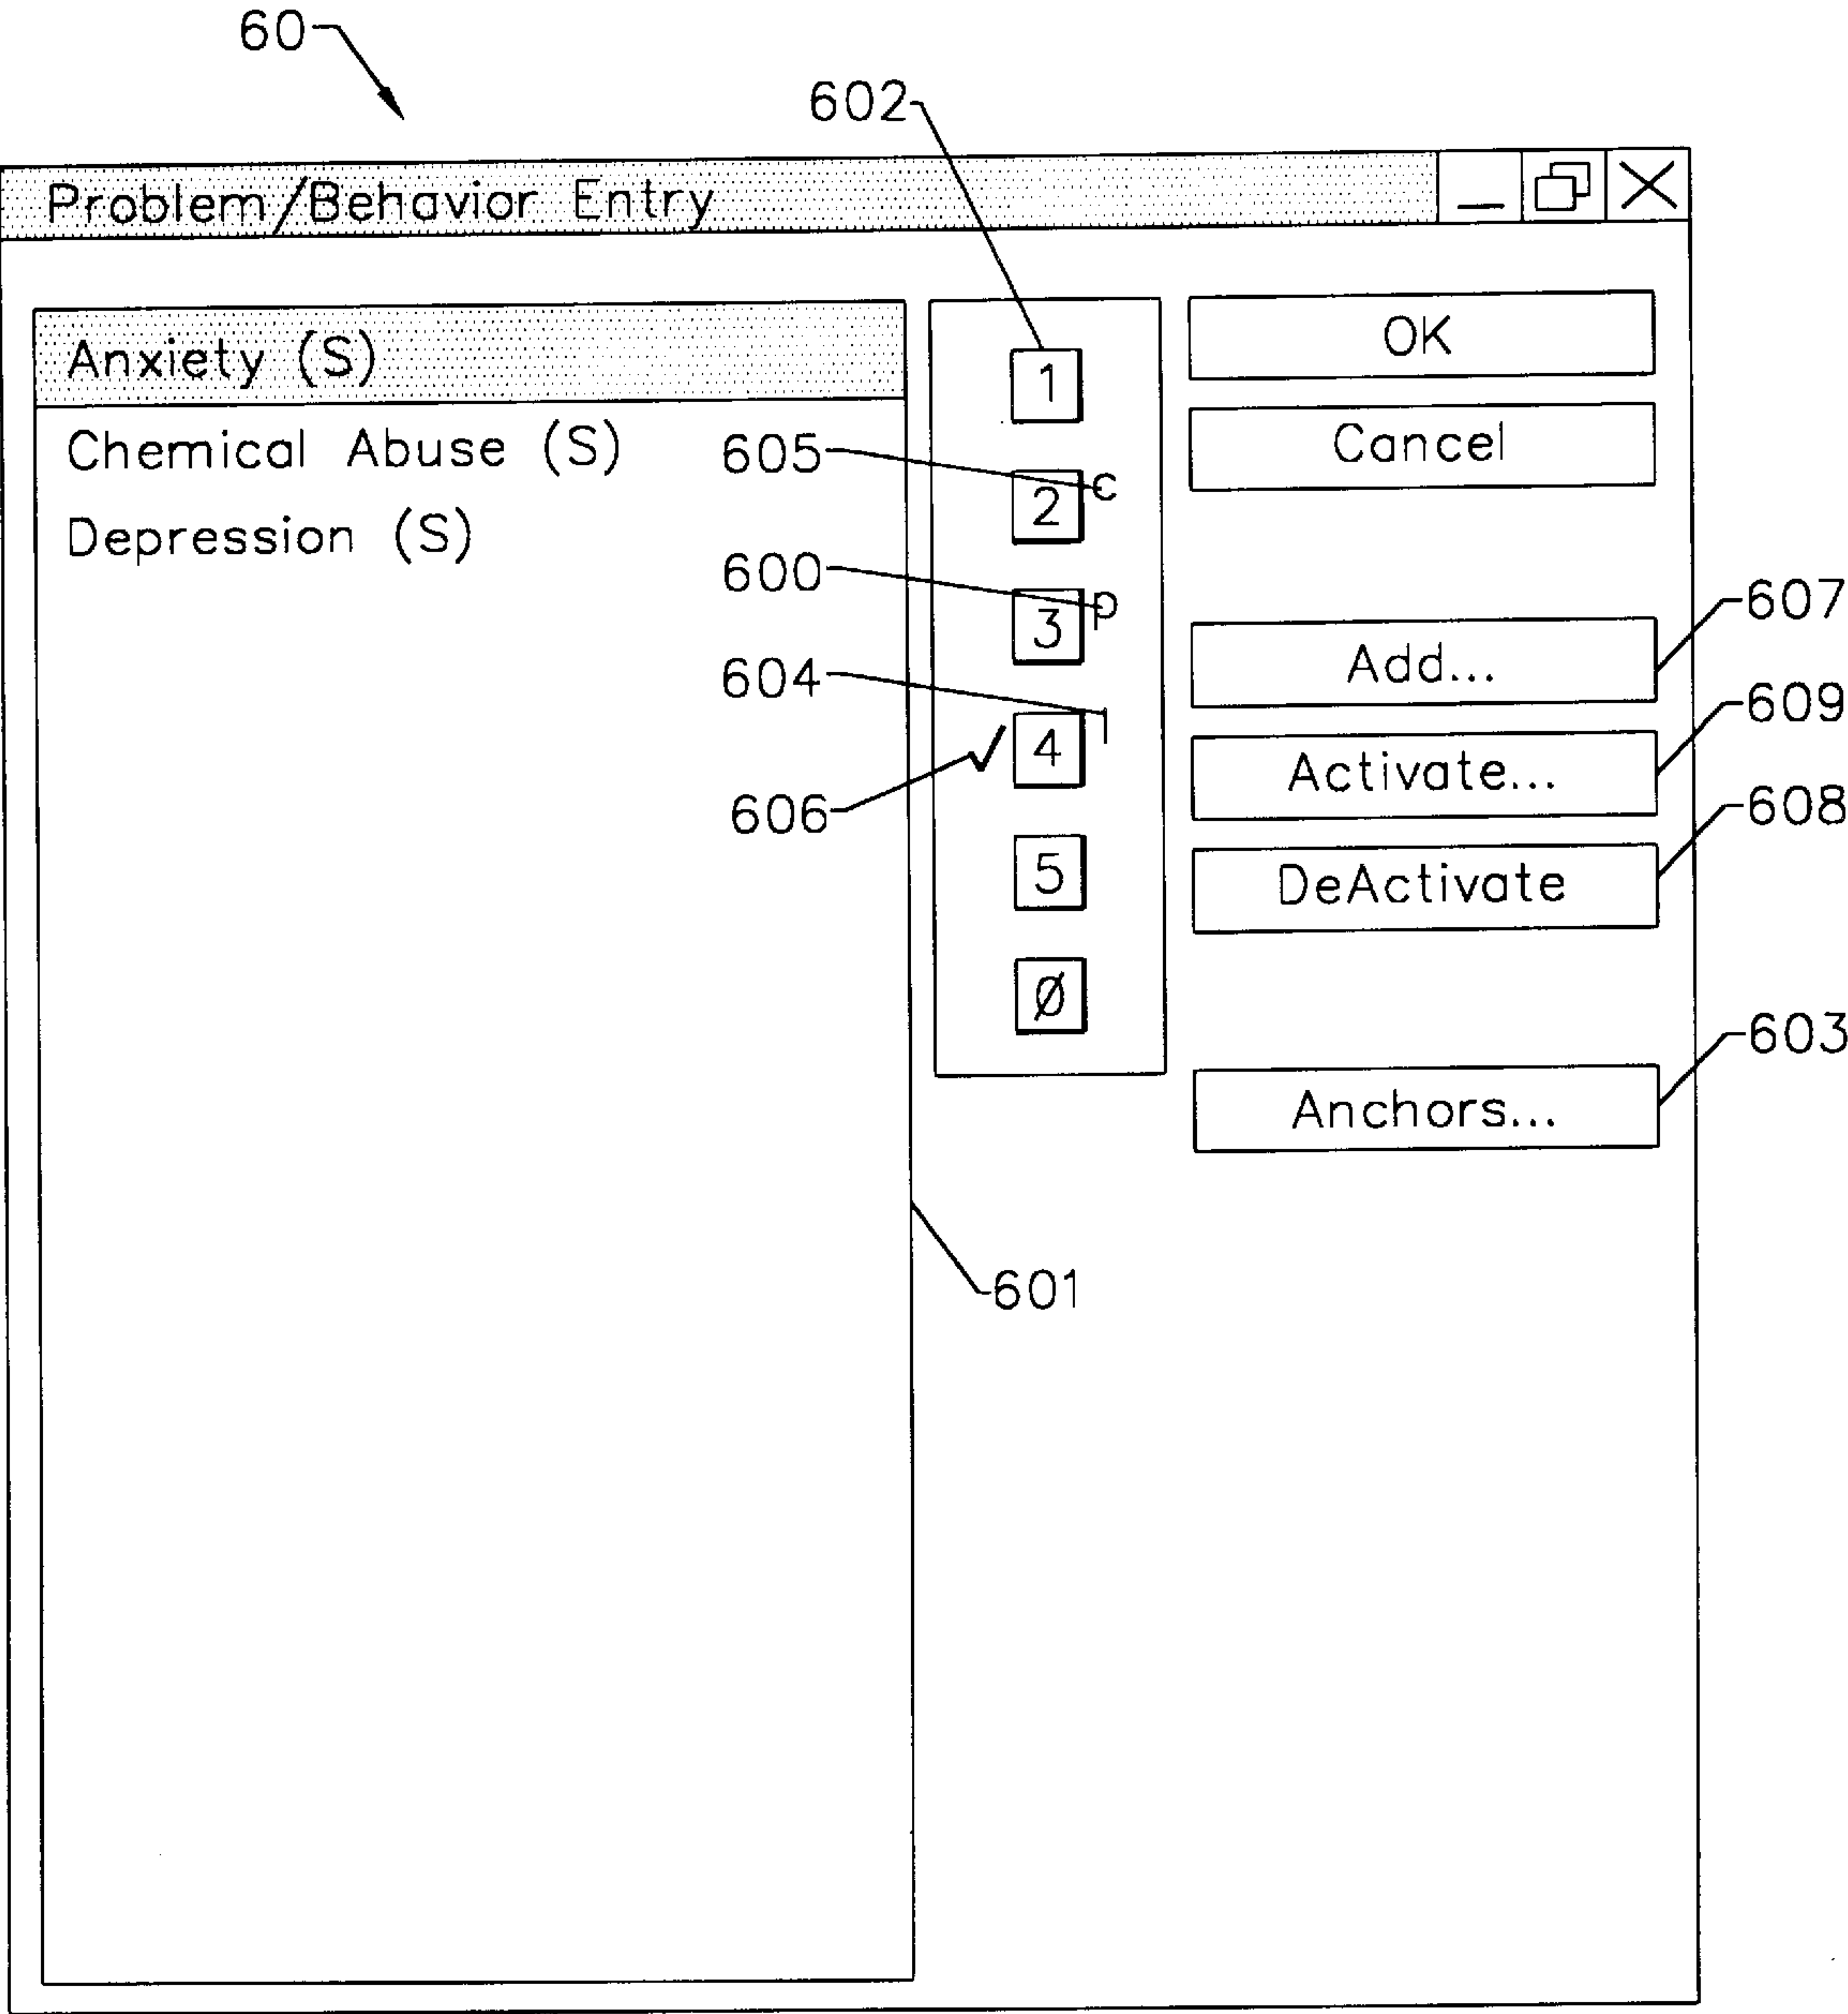 60
602
Problem/Behavior Entry
Anxiety (S)
Chemical Abuse (S)
Depression (S)
605
600
604
606
601
1
2 c
3 p
√ 4 l
5
Ø
OK
Cancel
Add...
Activate...
DeActivate
Anchors...
607
609
608
603